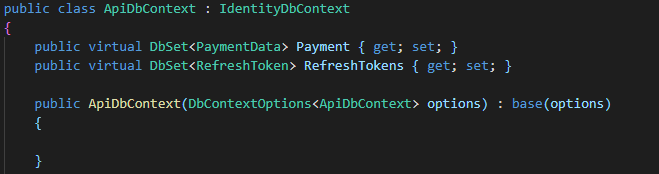 public class ApiDbContext : IdentityDbContext
{
    public virtual DbSet<PaymentData> Payment { get; set; }
    public virtual DbSet<RefreshToken> RefreshTokens { get; set; }
    public ApiDbContext(DbContextOptions<ApiDbContext> options) : base(options)
    {
    }